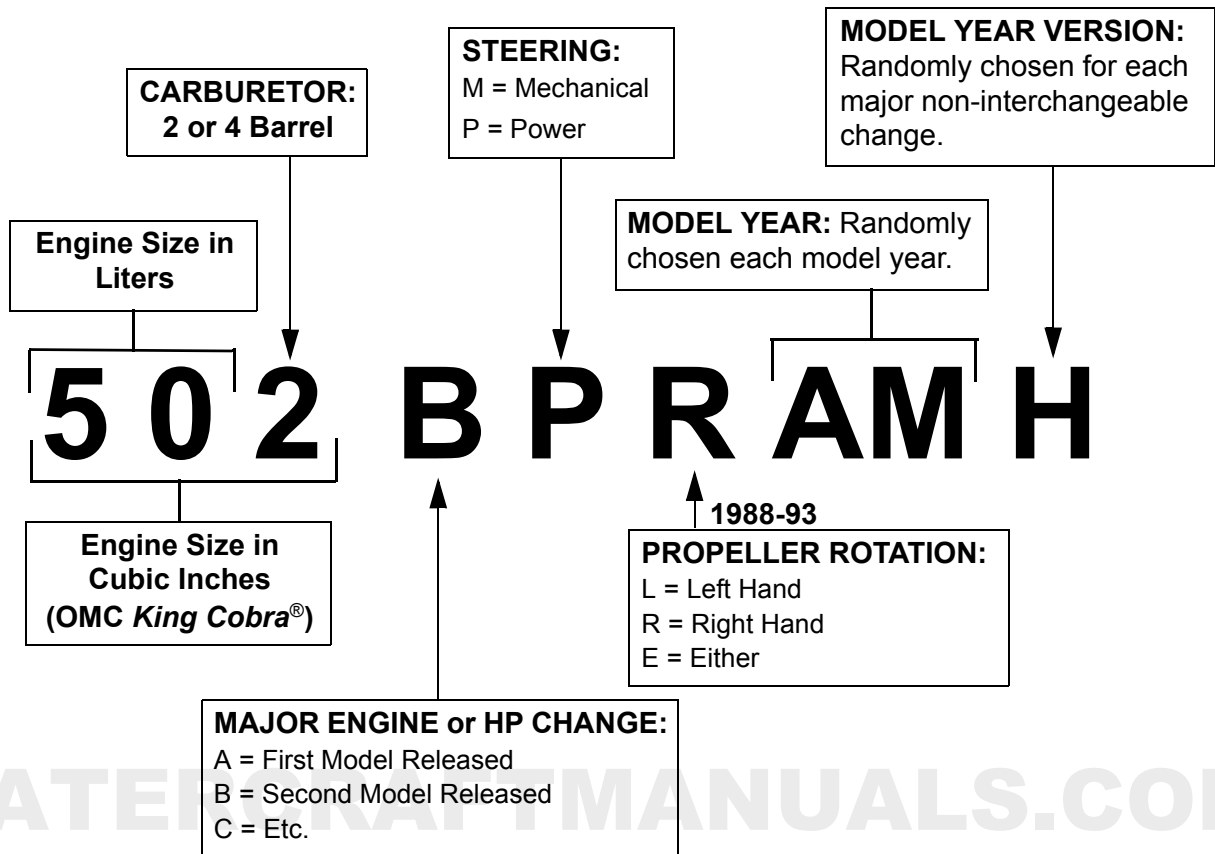 STEERING:
M = Mechanical
P = Power
MODEL YEAR VERSION:
Randomly chosen for each
major non-interchangeable
change.
CARBURETOR:
2 or 4 Barrel
MODEL YEAR: Randomly
chosen each model year.
Engine Size in
Liters
5 0 2 B P R AM H
1988-93
Engine Size in
Cubic Inches
(OMC King Cobra®)
PROPELLER ROTATION:
L = Left Hand
R = Right Hand
E = Either
MAJOR ENGINE or HP CHANGE:
A = First Model Released
B = Second Model Released
C = Etc.
ATERCRAFTMANUALS.CO